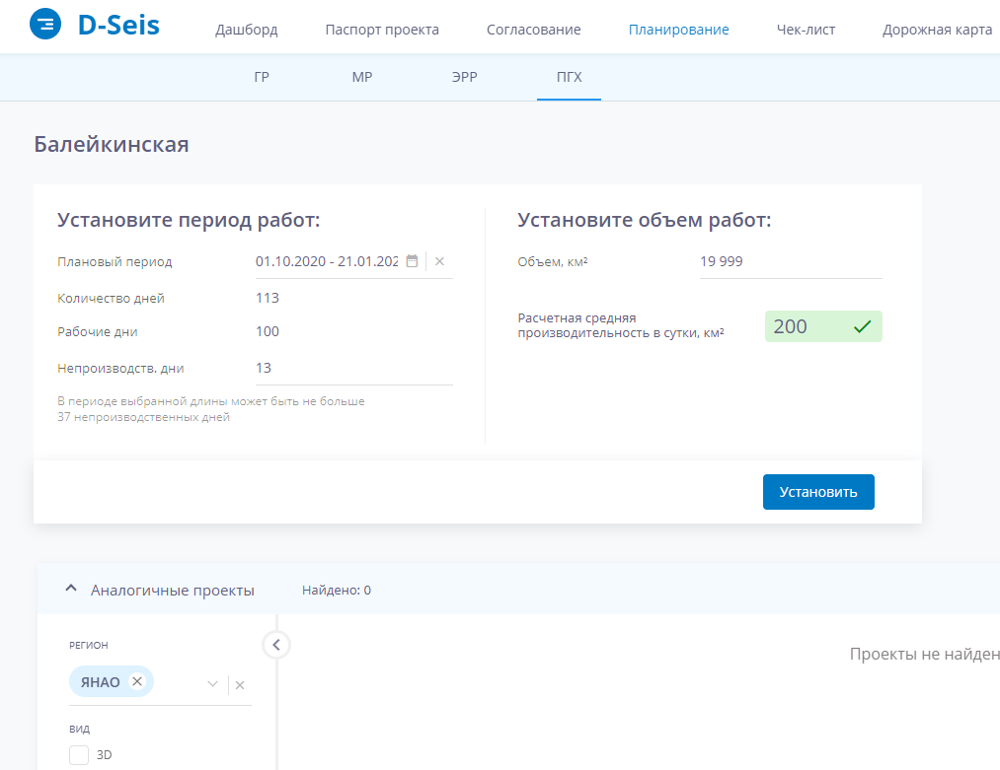 D-Seis
Дашборд
Паспорт проекта
Согласование
Планирование
Чек-лист
Дорожная карта
ГР
МР
ЭРР
ПГХ
Балейкинская
Установите период работ:
Плановый период
01.10.2020 - 21.01.202
Количество дней
113
Рабочие дни
100
Непроизводств. дни
13
В периоде выбранной длины может быть не больше
37 непроизводственных дней
Установите объем работ:
Объем, км²
19 999
Расчетная средняя
производительность в сутки, км²
200
Установить
Аналогичные проекты
Найдено: 0
РЕГИОН
ЯНАО
ВИД
3D
Проекты не найден